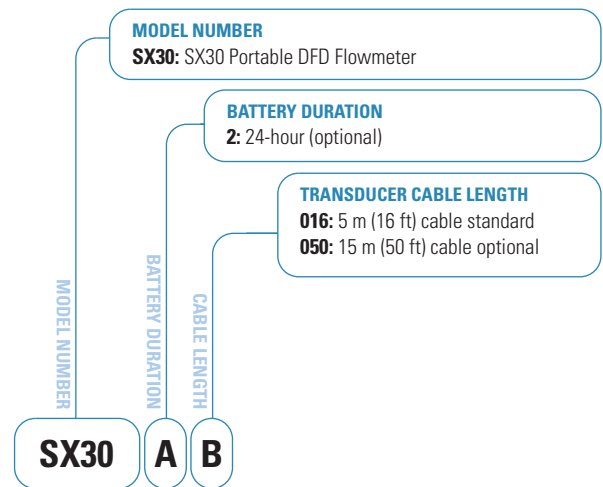 MODEL NUMBER
SX30: SX30 Portable DFD Flowmeter
BATTERY DURATION
2: 24-hour (optional)
TRANSDUCER CABLE LENGTH
016: 5 m (16 ft) cable standard
050: 15 m (50 ft) cable optional
MODEL NUMBER
BATTERY DURATION
CABLE LENGTH
SX30 A B